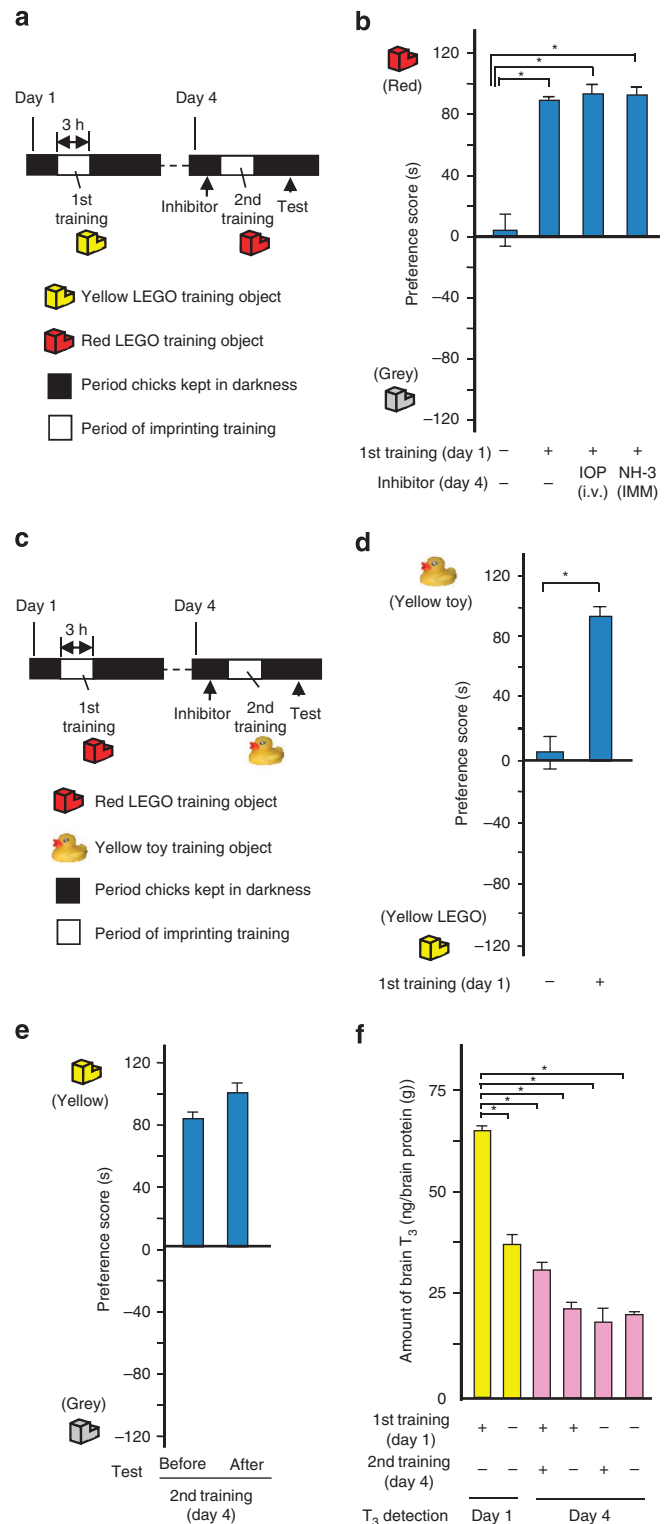 a
Day 1
Day 4
3 h
1st
training
Inhibitor
2nd
training
Test
Yellow LEGO training object
Red LEGO training object
Period chicks kept in darkness
Period of imprinting training
b
(Red)
Preference score (s)
120
80
40
0
−40
−80
−120
* 
*
*
(Grey)
1st training (day 1) − + + +
Inhibitor (day 4) − − IOP NH-3
(i.v.) (IMM)
c
Day 1
Day 4
3 h
1st
training
Inhibitor
2nd
training
Test
Red LEGO training object
Yellow toy training object
Period chicks kept in darkness
Period of imprinting training
d
(Yellow toy)
Preference score (s)
120
80
40
0
−40
−80
−120
*
(Yellow LEGO)
1st training (day 1) − +
e
(Yellow)
Preference score (s)
120
80
40
0
−40
−80
−120
(Grey)
Test Before After
2nd training
(day 4)
f
Amount of brain T3 (ng/brain protein (g))
75
50
25
0
*
*
*
*
*
1st training
(day 1) + − + + − −
2nd training
(day 4) − − + − + −
T3 detection Day 1 Day 4